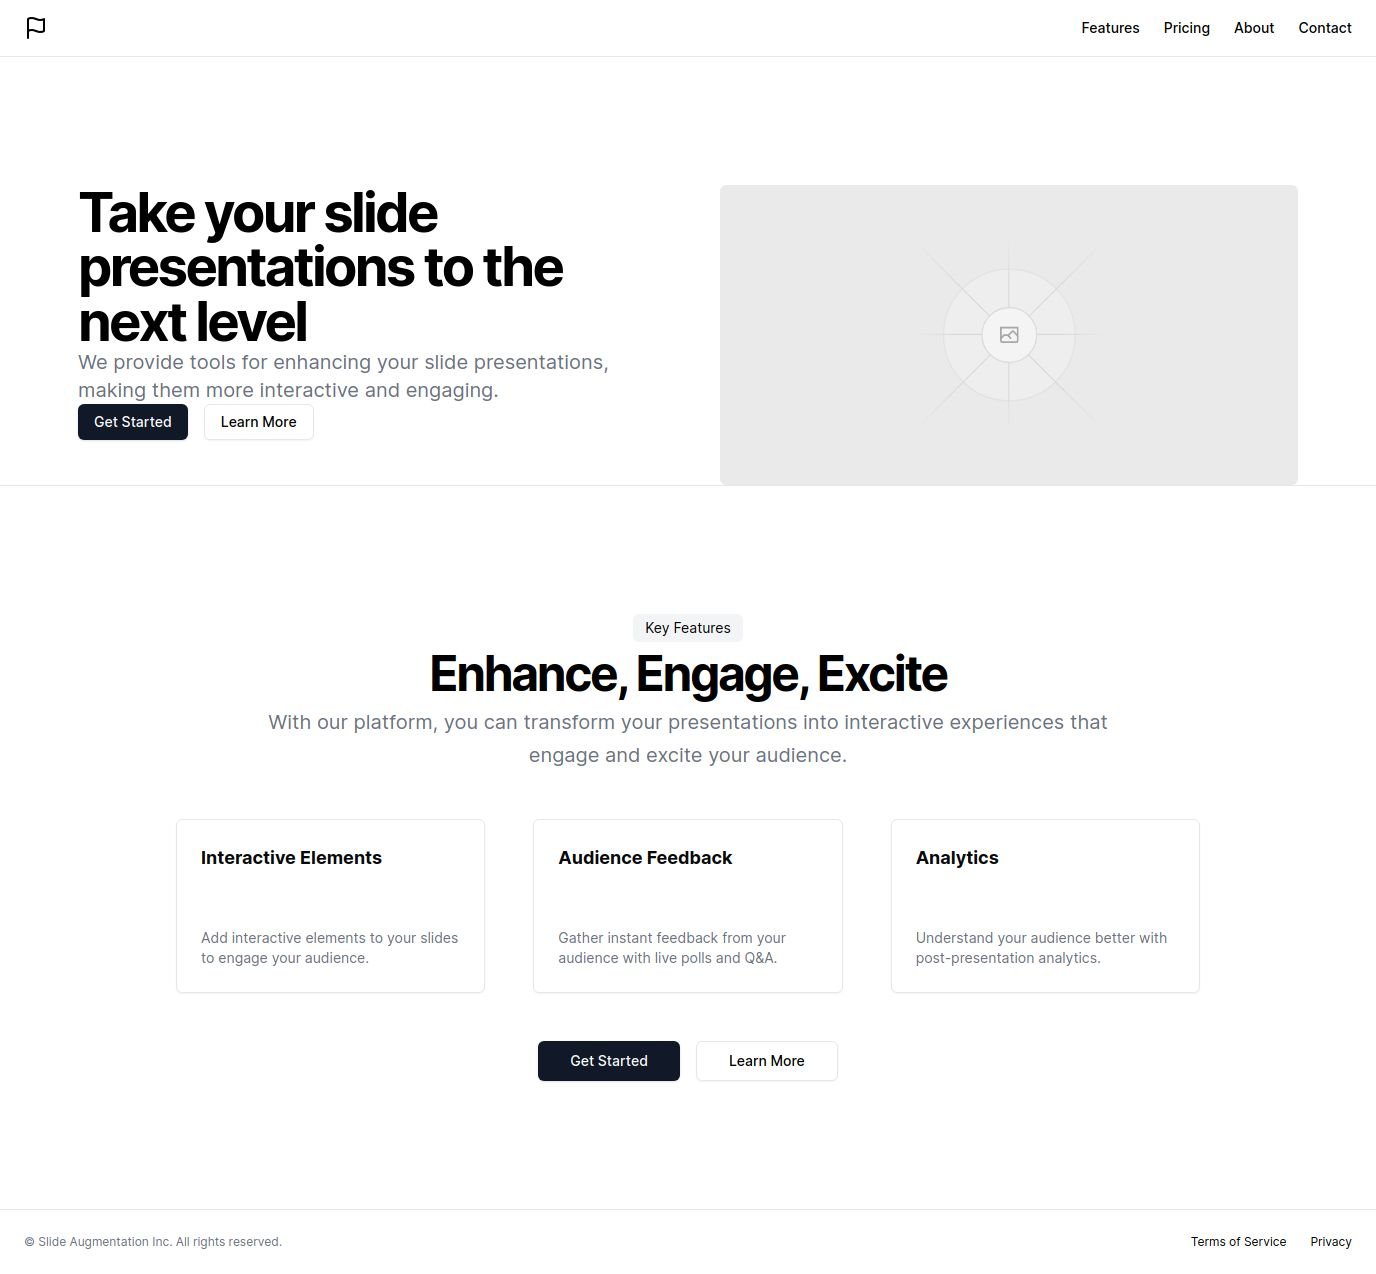 Features Pricing About Contact
Take your slide
presentations to the
next level
We provide tools for enhancing your slide presentations,
making them more interactive and engaging.
Get Started Learn More
Key Features
Enhance, Engage, Excite
With our platform, you can transform your presentations into interactive experiences that
engage and excite your audience.
Interactive Elements
Add interactive elements to your slides
to engage your audience.
Audience Feedback
Gather instant feedback from your
audience with live polls and Q&A.
Analytics
Understand your audience better with
post-presentation analytics.
Get Started Learn More
© Slide Augmentation Inc. All rights reserved.
Terms of Service Privacy